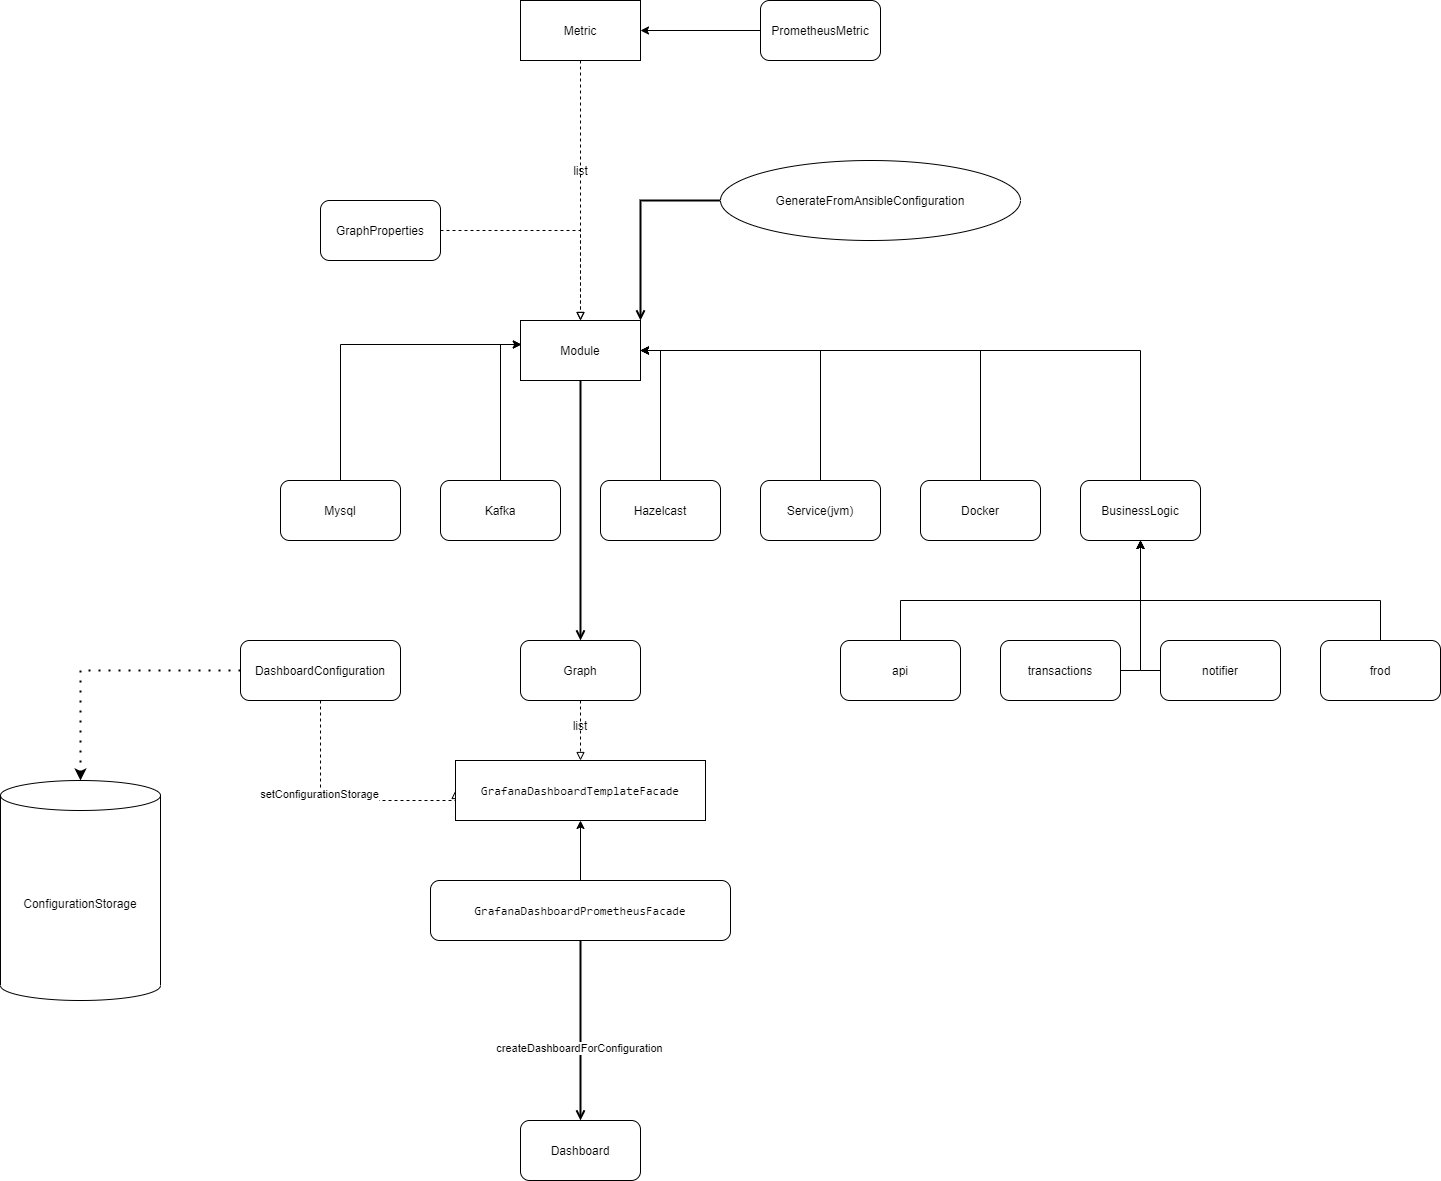 Metric
PrometheusMetric
list
GenerateFromAnsibleConfiguration
GraphProperties
Module
Mysql
Kafka
Hazelcast
Service(jvm)
Docker
BusinessLogic
DashboardConfiguration
Graph
api
transactions
notifier
frod
list
setConfigurationStorage
GrafanaDashboardTemplateFacade
ConfigurationStorage
GrafanaDashboardPrometheusFacade
createDashboardForConfiguration
Dashboard